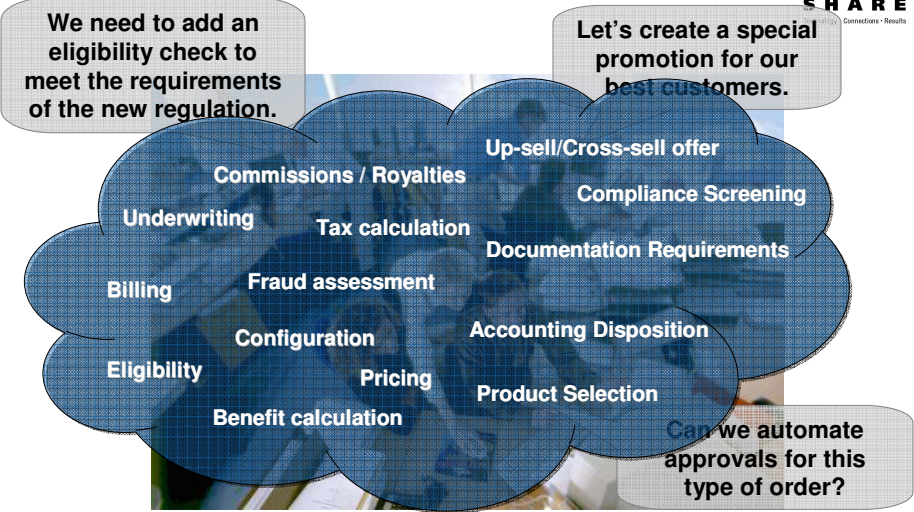 SHARE
Technology · Connections · Results
We need to add an
eligibility check to
meet the requirements
of the new regulation.
Let’s create a special
promotion for our
best customers.
Up-sell/Cross-sell offer
Commissions / Royalties
Compliance Screening
Underwriting
Tax calculation
Documentation Requirements
Fraud assessment
Billing
Accounting Disposition
Configuration
Eligibility
Pricing
Product Selection
Benefit calculation
Can we automate
approvals for this
type of order?